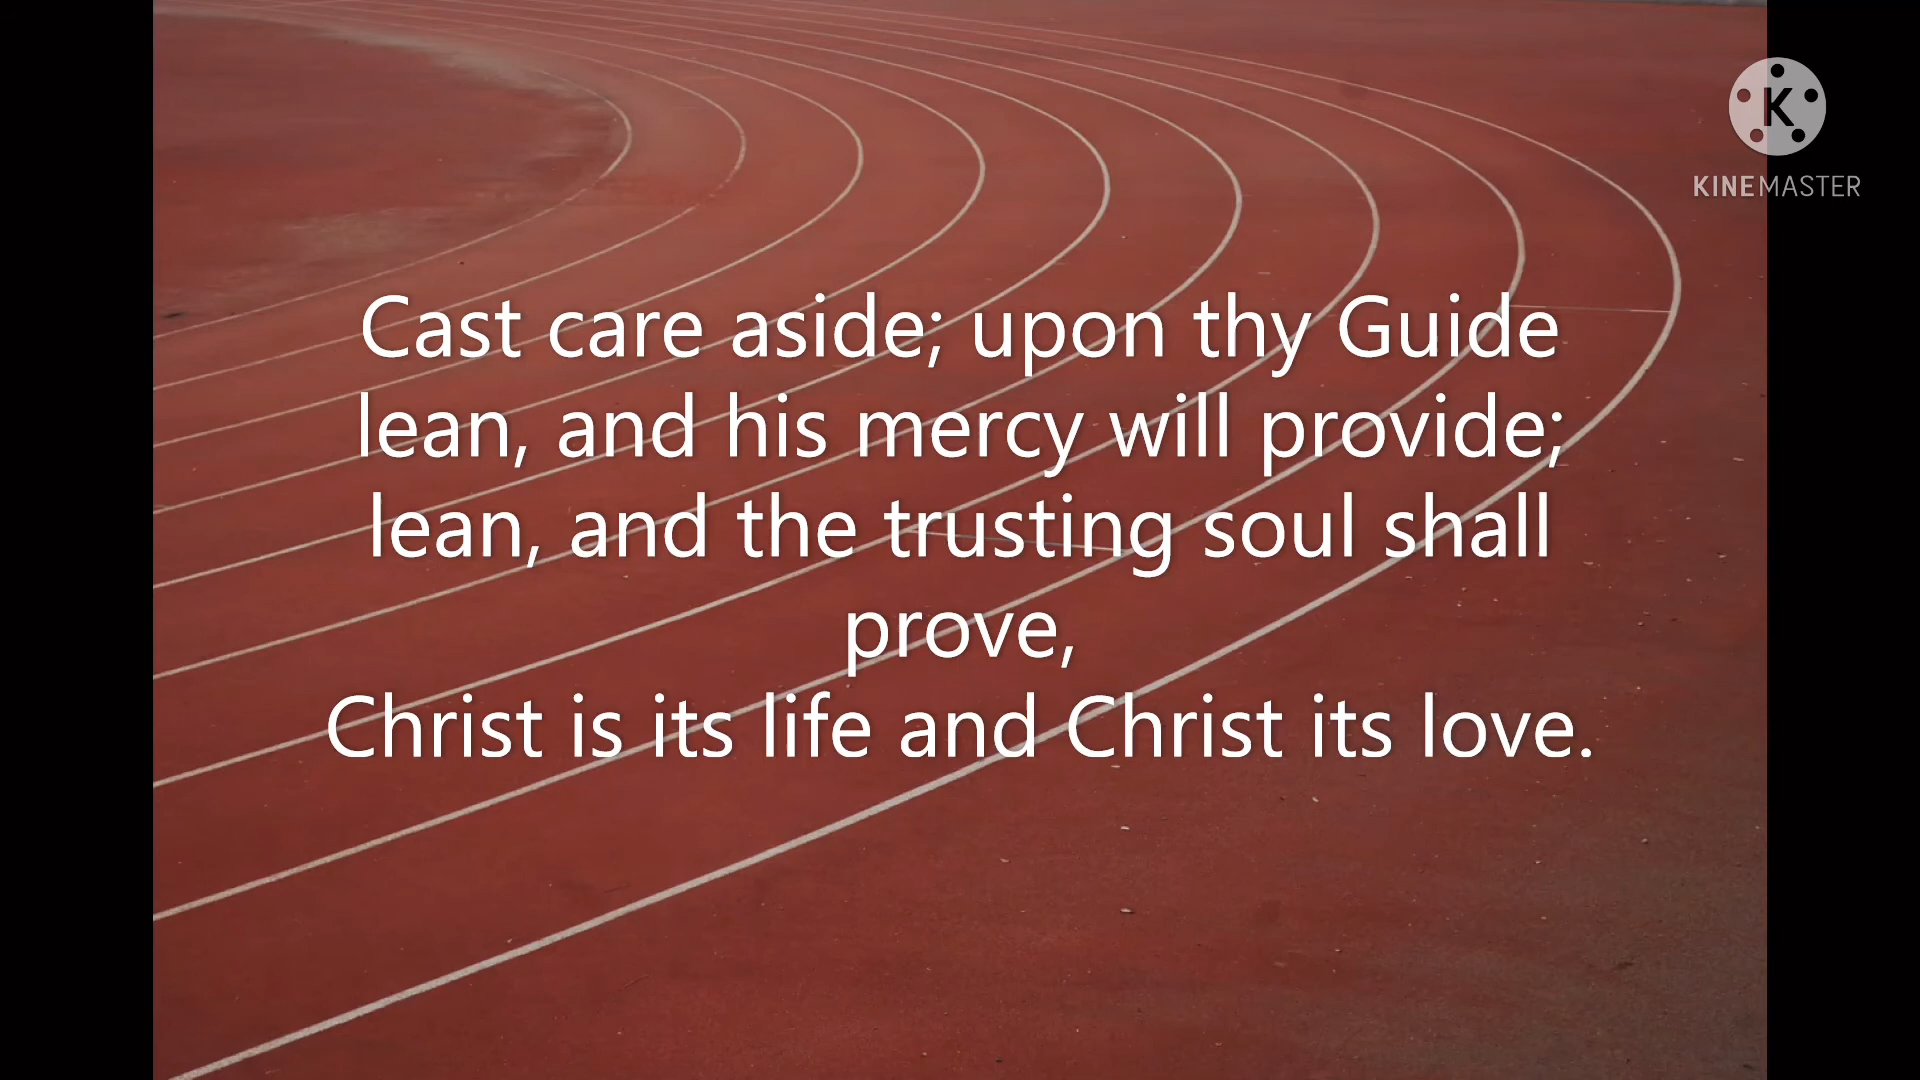 K
KINEMASTER
Cast care aside; upon thy Guide
lean, and his mercy will provide;
lean, and the trusting soul shall
prove,
Christ is its life and Christ its love.